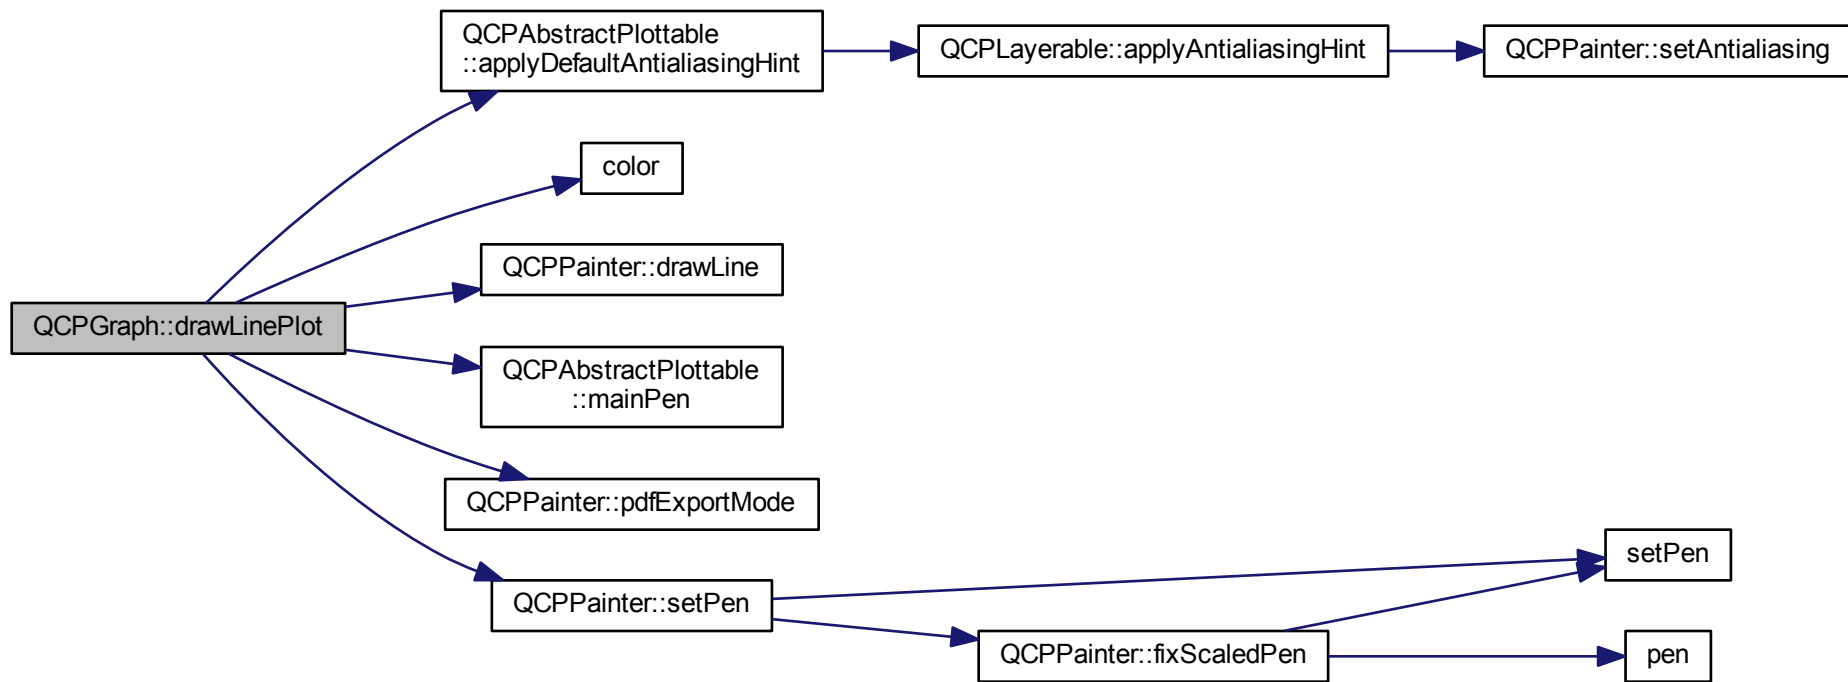 QCPAbstractPlottable
::applyDefaultAntialiasingHint
QCPLayerable::applyAntialiasingHint
QCPPainter::setAntialiasing
color
QCPPainter::drawLine
QCPGraph::drawLinePlot
QCPAbstractPlottable
::mainPen
QCPPainter::pdfExportMode
setPen
QCPPainter::setPen
QCPPainter::fixScaledPen
pen